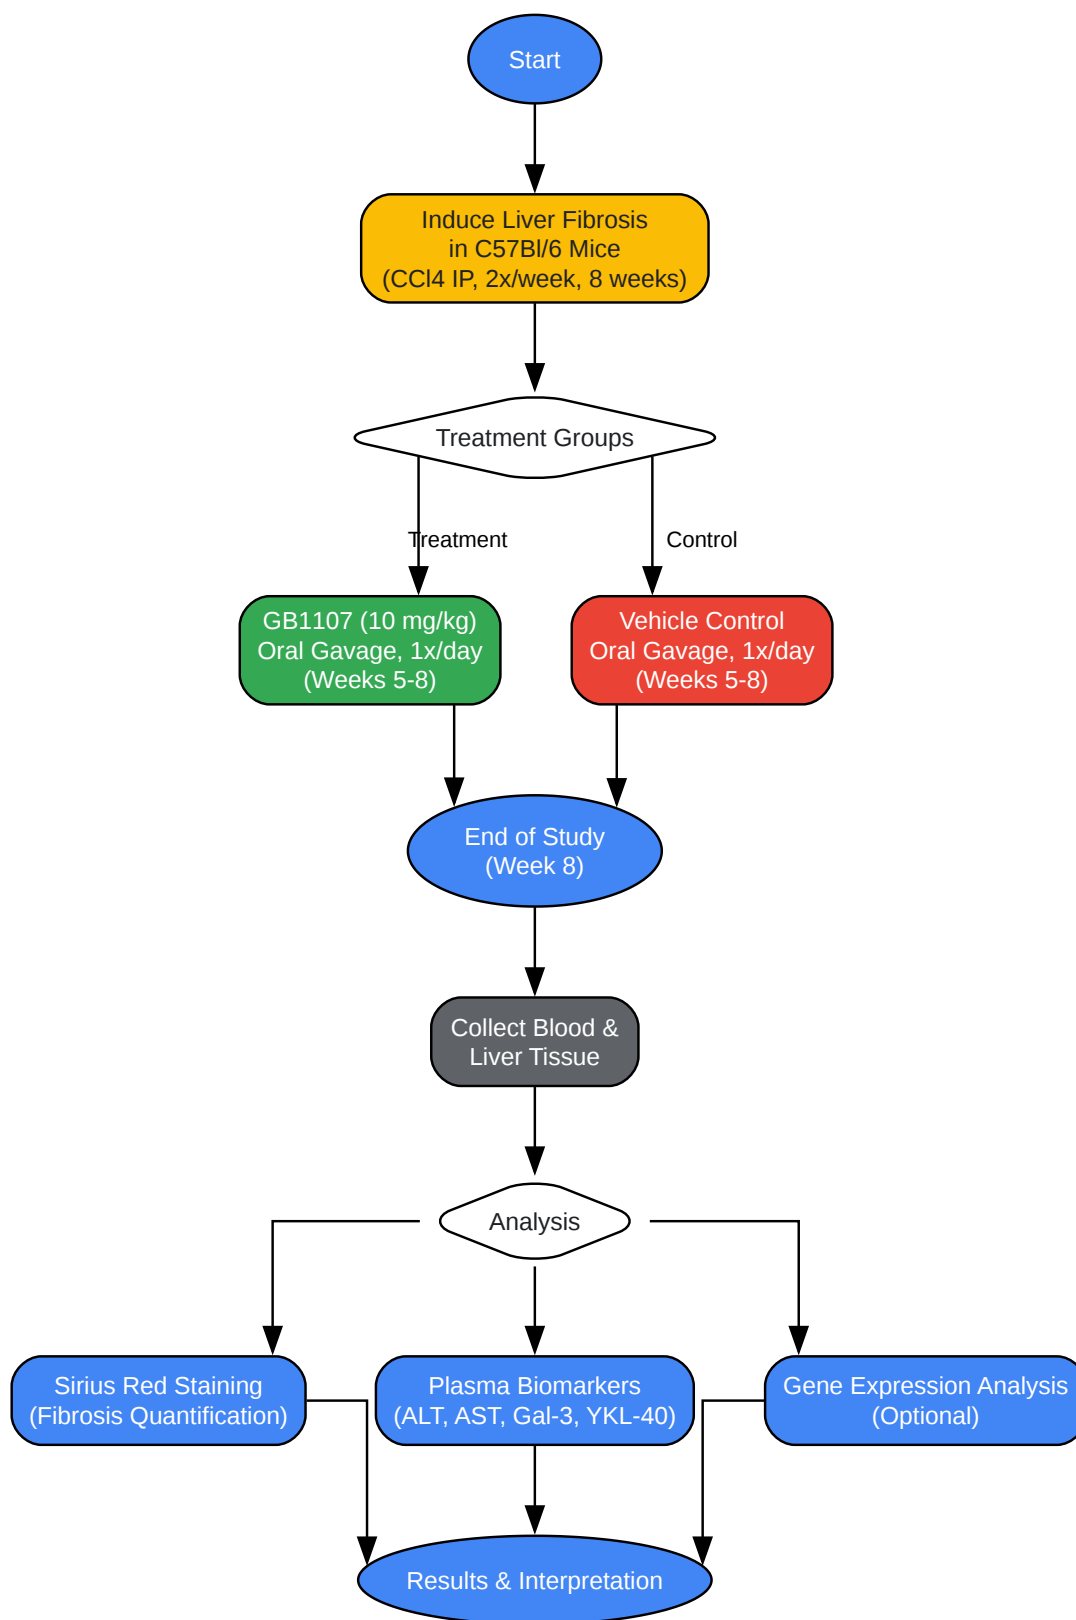 Start
Induce Liver Fibrosis
in C57Bl/6 Mice
(CCl4 IP, 2x/week, 8 weeks)
Treatment Groups
Treatment
Control
GB1107 (10 mg/kg)
Oral Gavage, 1x/day
(Weeks 5-8)
Vehicle Control
Oral Gavage, 1x/day
(Weeks 5-8)
End of Study
(Week 8)
Collect Blood &
Liver Tissue
Analysis
Sirius Red Staining
(Fibrosis Quantification)
Plasma Biomarkers
(ALT, AST, Gal-3, YKL-40)
Gene Expression Analysis
(Optional)
Results & Interpretation